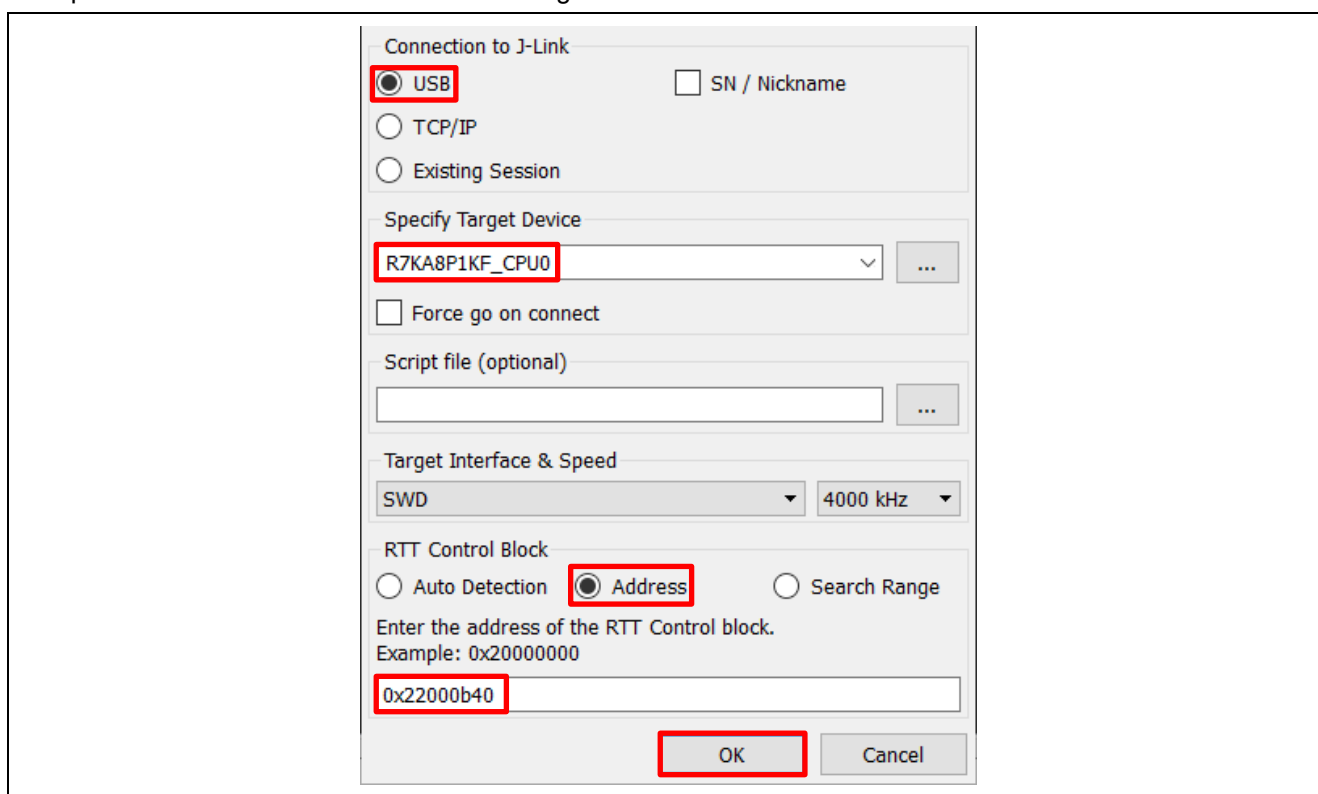 Connection to J-Link
USB SN / Nickname
TCP/IP
Existing Session
Specify Target Device
R7KA8P1KF_CPU0 ...
Force go on connect
Script file (optional)
...
Target Interface & Speed
SWD 4000 kHz
RTT Control Block
Auto Detection Address Search Range
Enter the address of the RTT Control block.
Example: 0x20000000
0x22000b40
OK Cancel